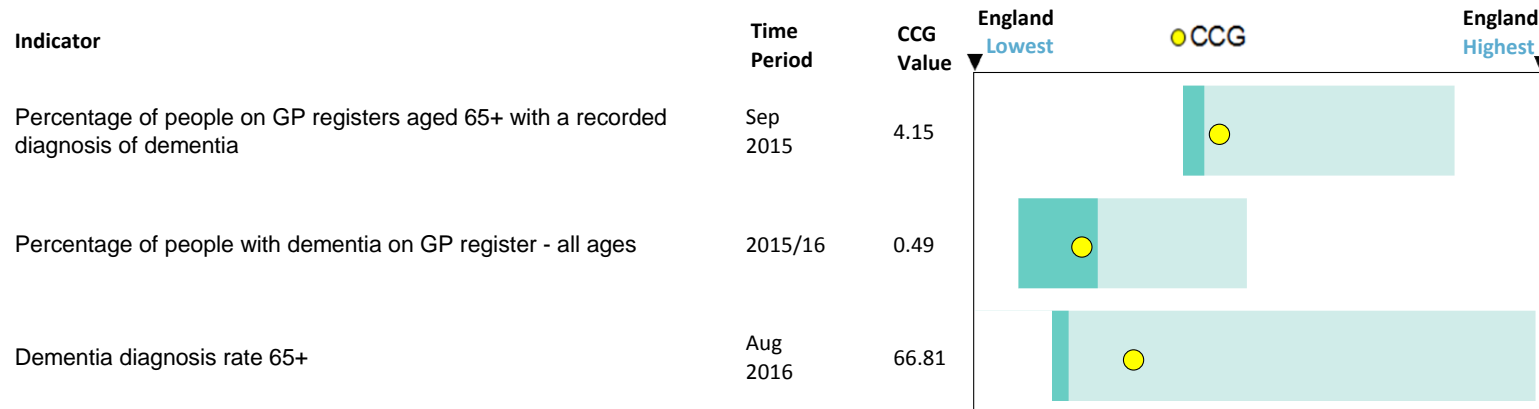 Indicator
Time Period
CCG Value
England
Lowest
CCG
England
Highest
Percentage of people on GP registers aged 65+ with a recorded
diagnosis of dementia
Sep
2015
4.15
Percentage of people with dementia on GP register - all ages
2015/16
0.49
Dementia diagnosis rate 65+
Aug
2016
66.81